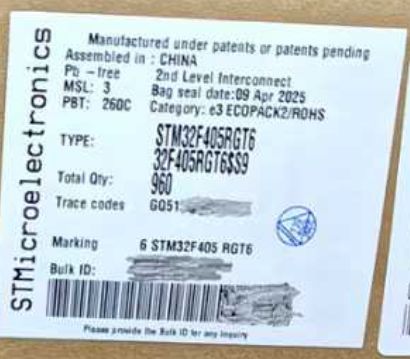 STMicroelectronics
Manufactured under patents or patents pending
Assembled in : CHINA
Pb - free 2nd Level Interconnect
MSL: 3 Bag seal date:09 Apr 2025
PBT: 260C Category: e3 ECOPACK2/ROHS
TYPE: STM32F405RGT6
32F405RGT6$S9
Total Qty: 960
Trace codes GQ51
Marking 6 STM32F405 RGT6
Bulk ID:
Please provide the Bulk ID for any inquiry